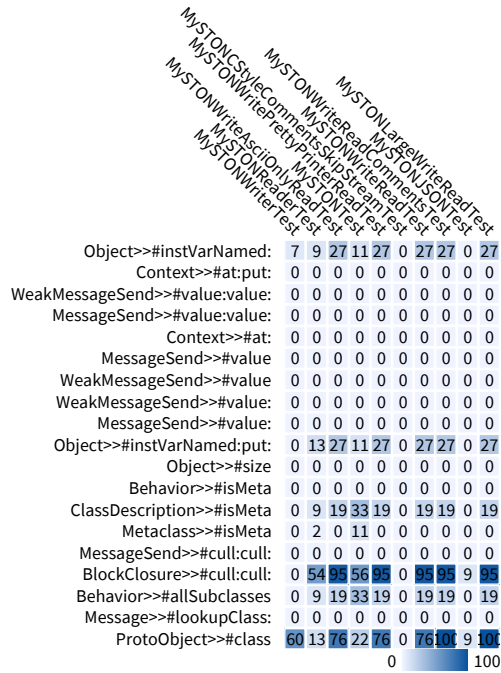 MySTONWriterTest
MySTONReaderTest
MySTONWriteAsciiOnlyReadTest
MySTONTest
MySTONWritePrettyPrinterReadTest
MySTONCStyleCommentsSkipStreamTest
MySTONWriteReadTest
MySTONWriteReadCommentsTest
MySTONJSONTest
MySTONLargeWriteReadTest
Object>>#instVarNamed: 7 9 27 11 27 0 27 27 0 27
Context>>#at:put: 0 0 0 0 0 0 0 0 0 0
WeakMessageSend>>#value:value: 0 0 0 0 0 0 0 0 0 0
MessageSend>>#value:value: 0 0 0 0 0 0 0 0 0 0
Context>>#at: 0 0 0 0 0 0 0 0 0 0
MessageSend>>#value 0 0 0 0 0 0 0 0 0 0
WeakMessageSend>>#value 0 0 0 0 0 0 0 0 0 0
WeakMessageSend>>#value: 0 0 0 0 0 0 0 0 0 0
MessageSend>>#value: 0 0 0 0 0 0 0 0 0 0
Object>>#instVarNamed:put: 0 13 27 11 27 0 27 27 0 27
Object>>#size 0 0 0 0 0 0 0 0 0 0
Behavior>>#isMeta 0 0 0 0 0 0 0 0 0 0
ClassDescription>>#isMeta 0 9 19 33 19 0 19 19 0 19
Metaclass>>#isMeta 0 2 0 11 0 0 0 0 0 0
MessageSend>>#cull:cull: 0 0 0 0 0 0 0 0 0 0
BlockClosure>>#cull:cull: 0 54 95 56 95 0 95 95 9 95
Behavior>>#allSubclasses 0 9 19 33 19 0 19 19 0 19
Message>>#lookupClass: 0 0 0 0 0 0 0 0 0 0
ProtoObject>>#class 60 13 76 22 76 0 76 100 9 100
0 100